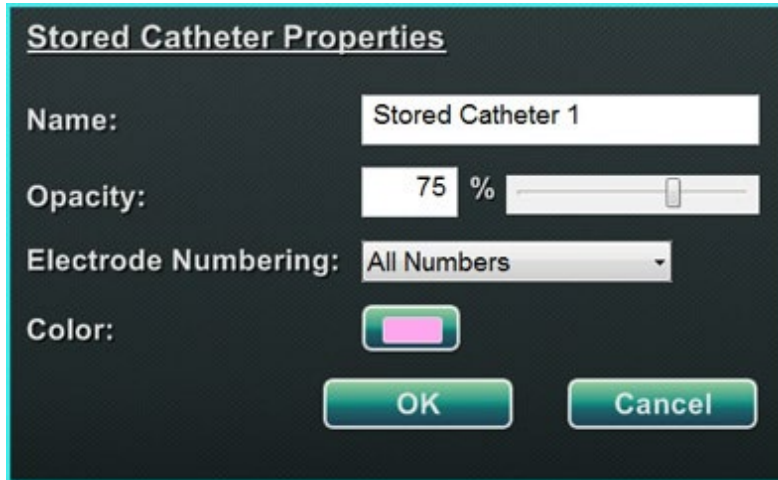 Stored Catheter Properties
Name: Stored Catheter 1
Opacity: 75 %
Electrode Numbering: All Numbers
Color:
OK Cancel